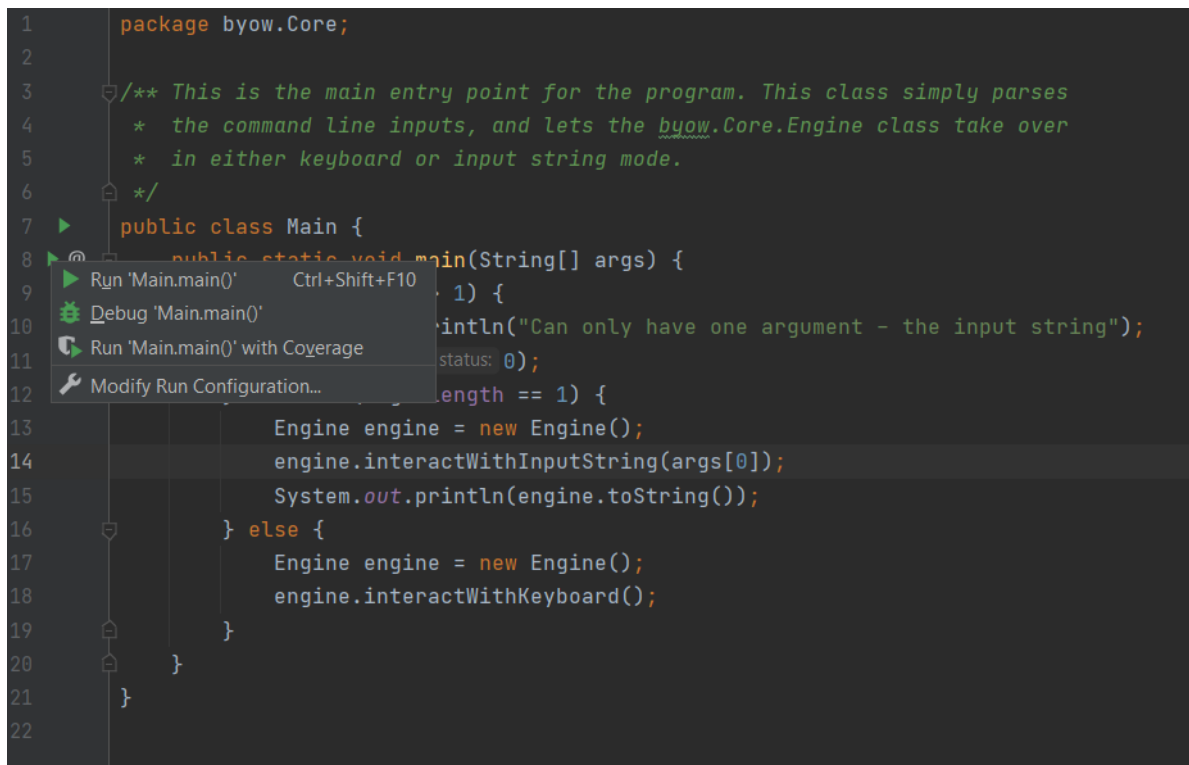 1 package byow.Core;
2
3 /** This is the main entry point for the program. This class simply parses
4 * the command line inputs, and lets the byow.Core.Engine class take over
5 * in either keyboard or input string mode.
6 */
7 public class Main {
8 public static void main(String[] args) {
Run 'Main.main()' Ctrl+Shift+F10
9 1) {
Debug 'Main.main()'
10 println("Can only have one argument - the input string");
Run 'Main.main()' with Coverage
11 status: 0);
Modify Run Configuration...
12 length == 1) {
13 Engine engine = new Engine();
14 engine.interactWithInputString(args[0]);
15 System.out.println(engine.toString());
16 } else {
17 Engine engine = new Engine();
18 engine.interactWithKeyboard();
19 }
20 }
21 }
22